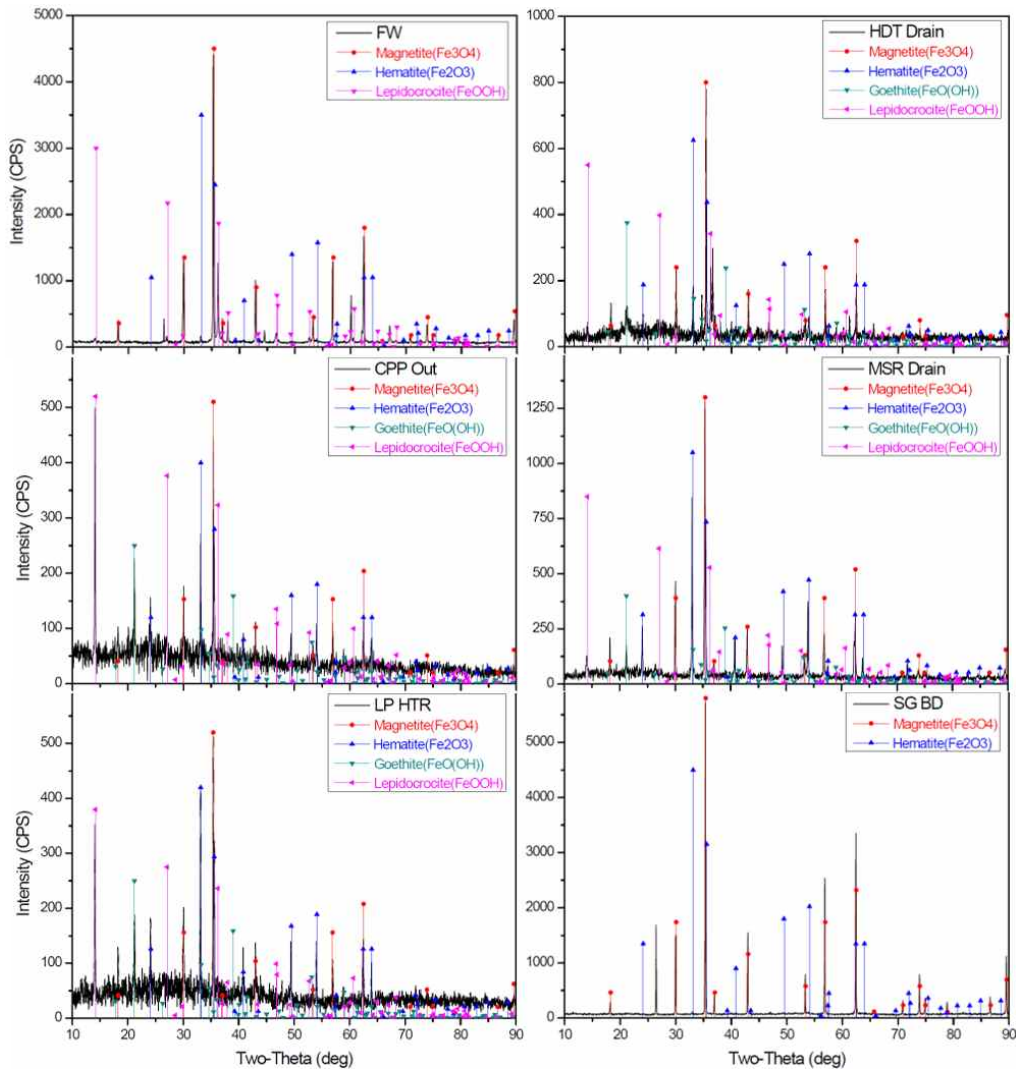 5000
4000
3000
2000
1000
0
Intensity (CPS)
FW
Magnetite(Fe3O4)
Hematite(Fe2O3)
Lepidocrocite(FeOOH)
1000
800
600
400
200
0
HDT Drain
Magnetite(Fe3O4)
Hematite(Fe2O3)
Goethite(FeO(OH))
Lepidocrocite(FeOOH)
500
400
300
200
100
0
Intensity (CPS)
CPP Out
Magnetite(Fe3O4)
Hematite(Fe2O3)
Goethite(FeO(OH))
Lepidocrocite(FeOOH)
1250
1000
750
500
250
0
MSR Drain
Magnetite(Fe3O4)
Hematite(Fe2O3)
Goethite(FeO(OH))
Lepidocrocite(FeOOH)
500
400
300
200
100
0
Intensity (CPS)
LP HTR
Magnetite(Fe3O4)
Hematite(Fe2O3)
Goethite(FeO(OH))
Lepidocrocite(FeOOH)
10 20 30 40 50 60 70 80 90
Two-Theta (deg)
5000
4000
3000
2000
1000
0
SG BD
Magnetite(Fe3O4)
Hematite(Fe2O3)
10 20 30 40 50 60 70 80 90
Two-Theta (deg)